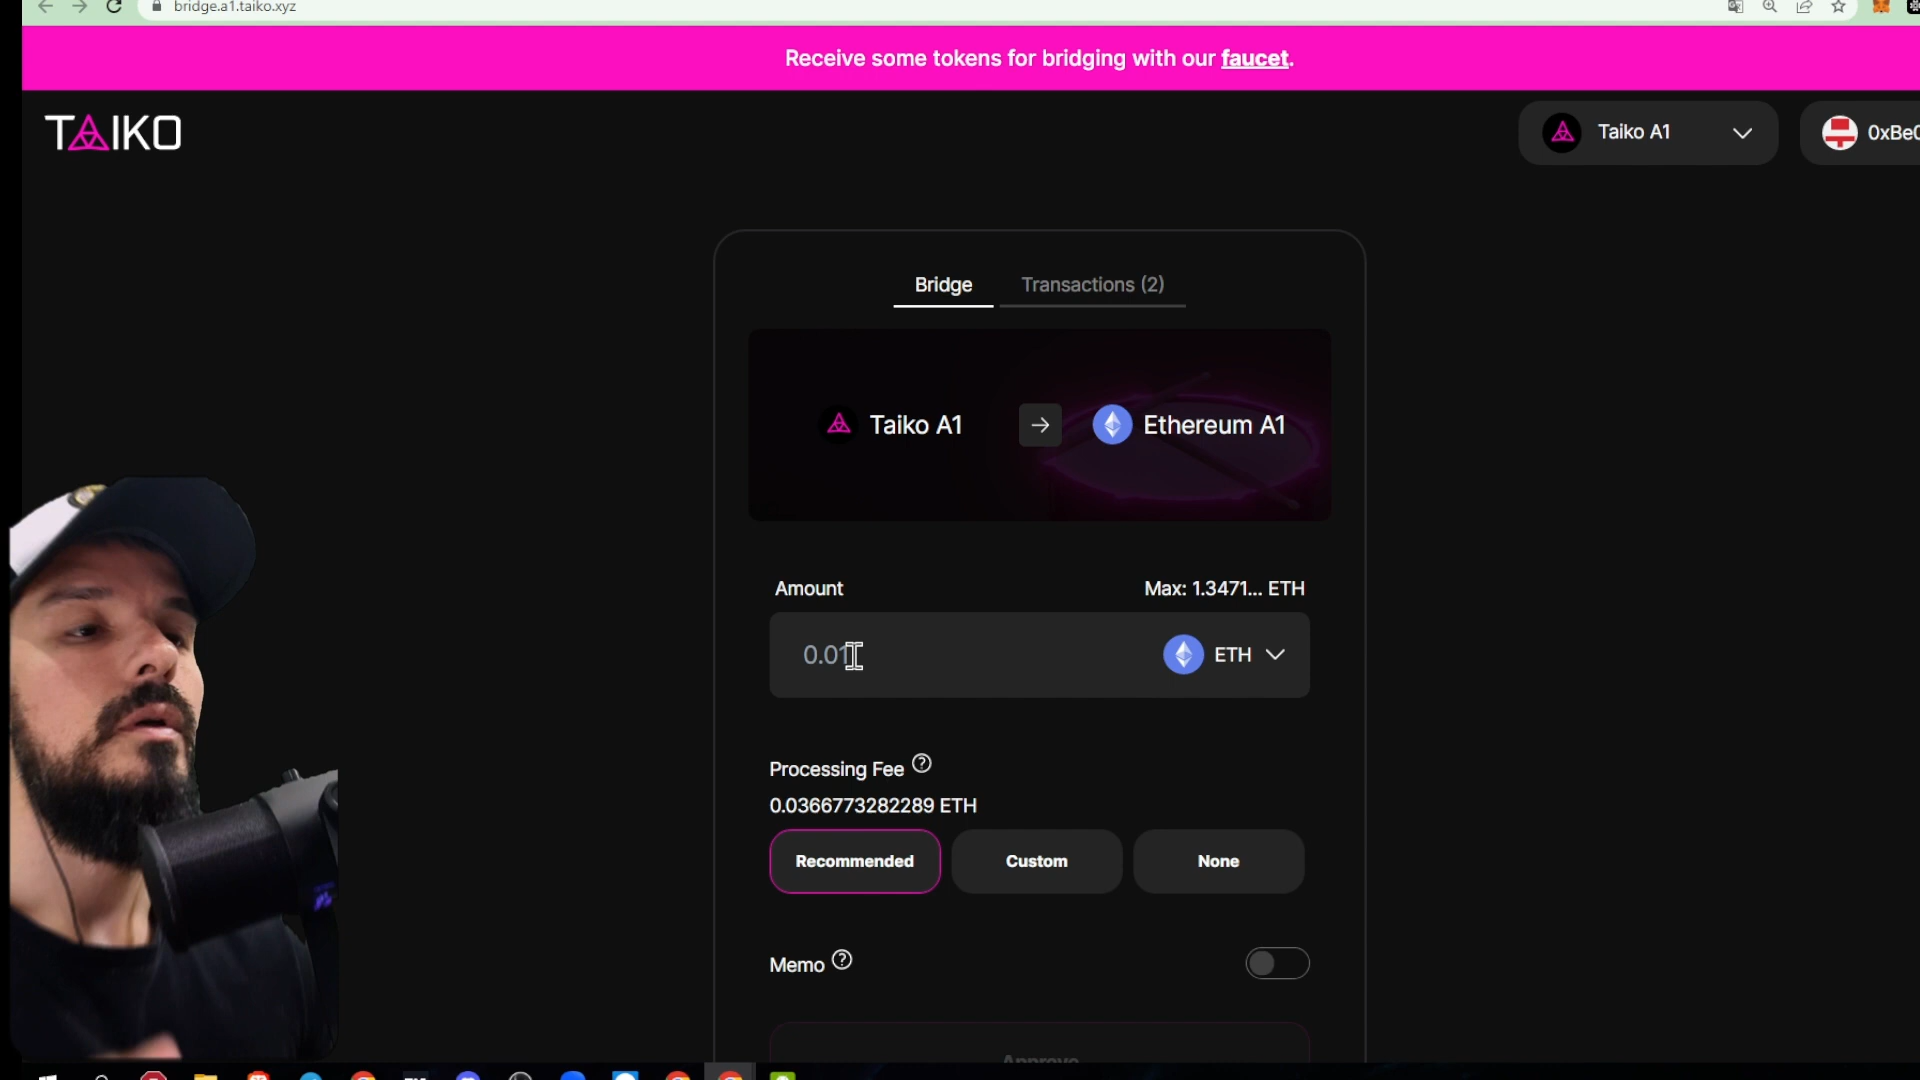 bridge.a1.taiko.xyz
Receive some tokens for bridging with our faucet.
TAIKO
Taiko A1
0xBe0
Bridge
Transactions (2)
Taiko A1
Ethereum A1
Amount
Max: 1.3471... ETH
0.01
ETH
Processing Fee
0.0366773282289 ETH
Recommended
Custom
None
Memo
Approve